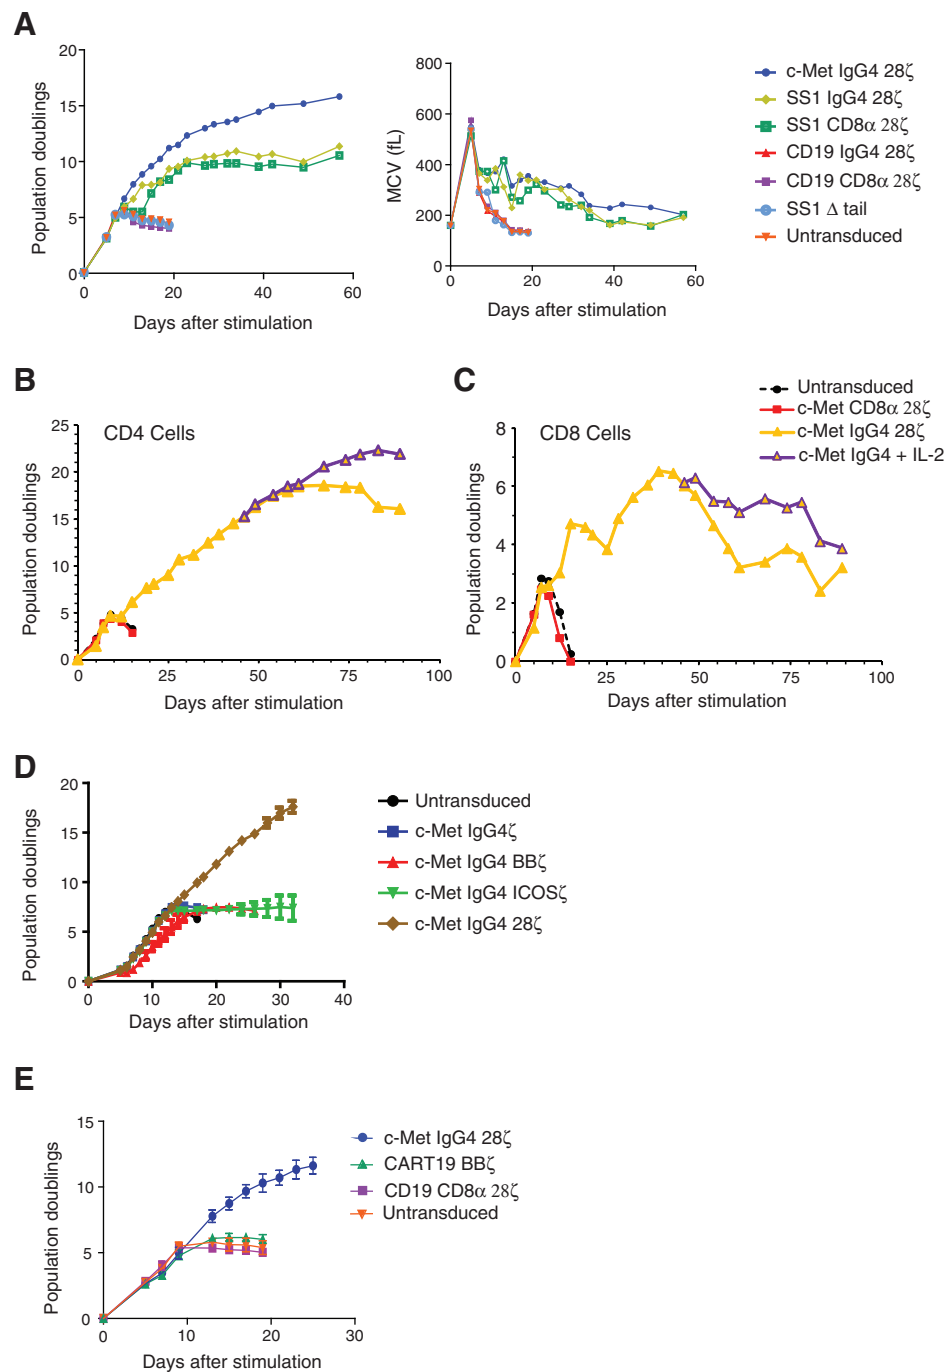 A
20
15
10
5
0
Population doublings
0
20
40
60
Days after stimulation
800
600
400
200
0
MCV (fL)
0
20
40
60
Days after stimulation
c-Met IgG4 28ζ
SS1 IgG4 28ζ
SS1 CD8α 28ζ
CD19 IgG4 28ζ
CD19 CD8α 28ζ
SS1 Δ tail
Untransduced
B
CD4 Cells
25
20
15
10
5
0
Population doublings
0
25
50
75
100
Days after stimulation
C
CD8 Cells
8
6
4
2
0
Population doublings
0
25
50
75
100
Days after stimulation
Untransduced
c-Met CD8α 28ζ
c-Met IgG4 28ζ
c-Met IgG4 + IL-2
D
20
15
10
5
0
Population doublings
0
10
20
30
40
Days after stimulation
Untransduced
c-Met IgG4ζ
c-Met IgG4 BBζ
c-Met IgG4 ICOSζ
c-Met IgG4 28ζ
E
15
10
5
0
Population doublings
0
10
20
30
Days after stimulation
c-Met IgG4 28ζ
CART19 BBζ
CD19 CD8α 28ζ
Untransduced